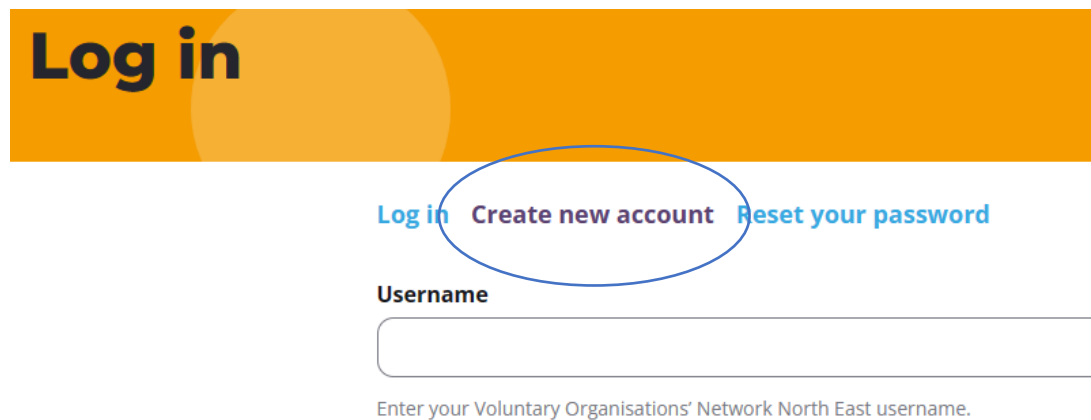 Log in
Log in Create new account Reset your password
Username
Enter your Voluntary Organisations’ Network North East username.